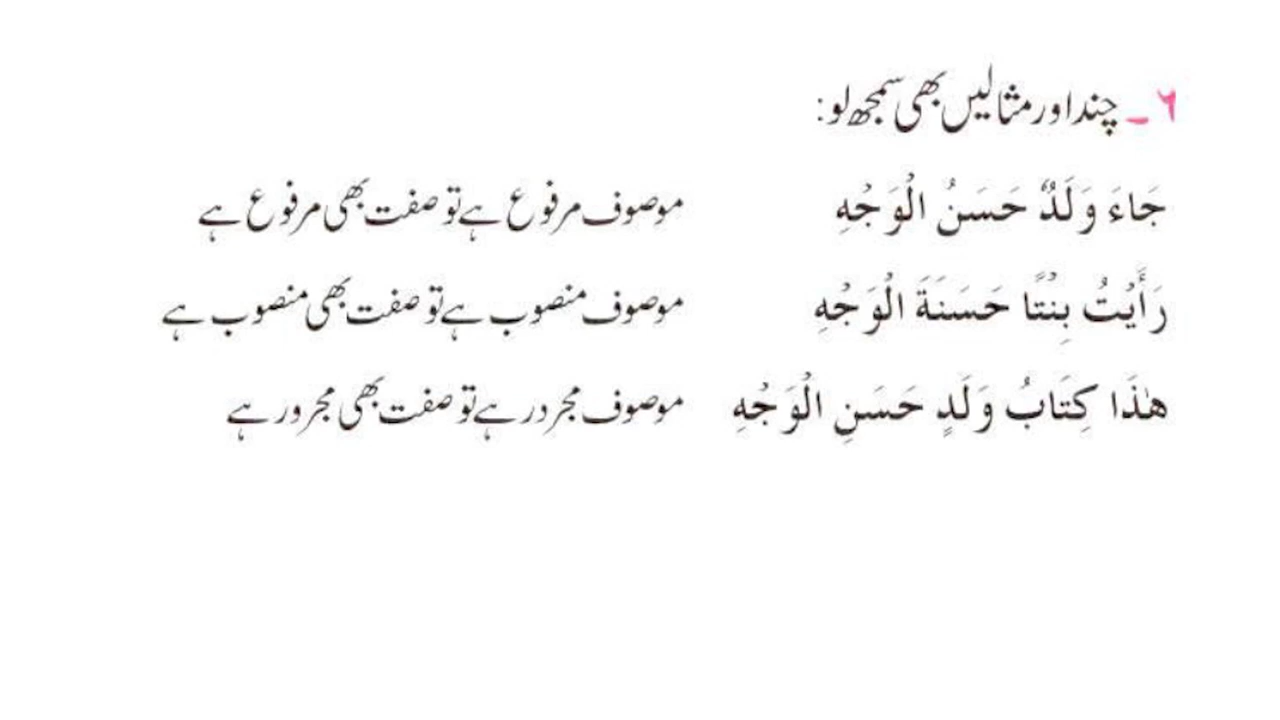 ۶۔ چند اور مثالیں بھی سمجھ لو:
جَاءَ وَلَدٌ حَسَنُ الْوَجْهِ موصوف مرفوع ہے تو صفت بھی مرفوع ہے
رَأَيْتُ بِنْتًا حَسَنَةَ الْوَجْهِ موصوف منصوب ہے تو صفت بھی منصوب ہے
هٰذَا كِتَابُ وَلَدٍ حَسَنِ الْوَجْهِ موصوف مجرور ہے تو صفت بھی مجرور ہے